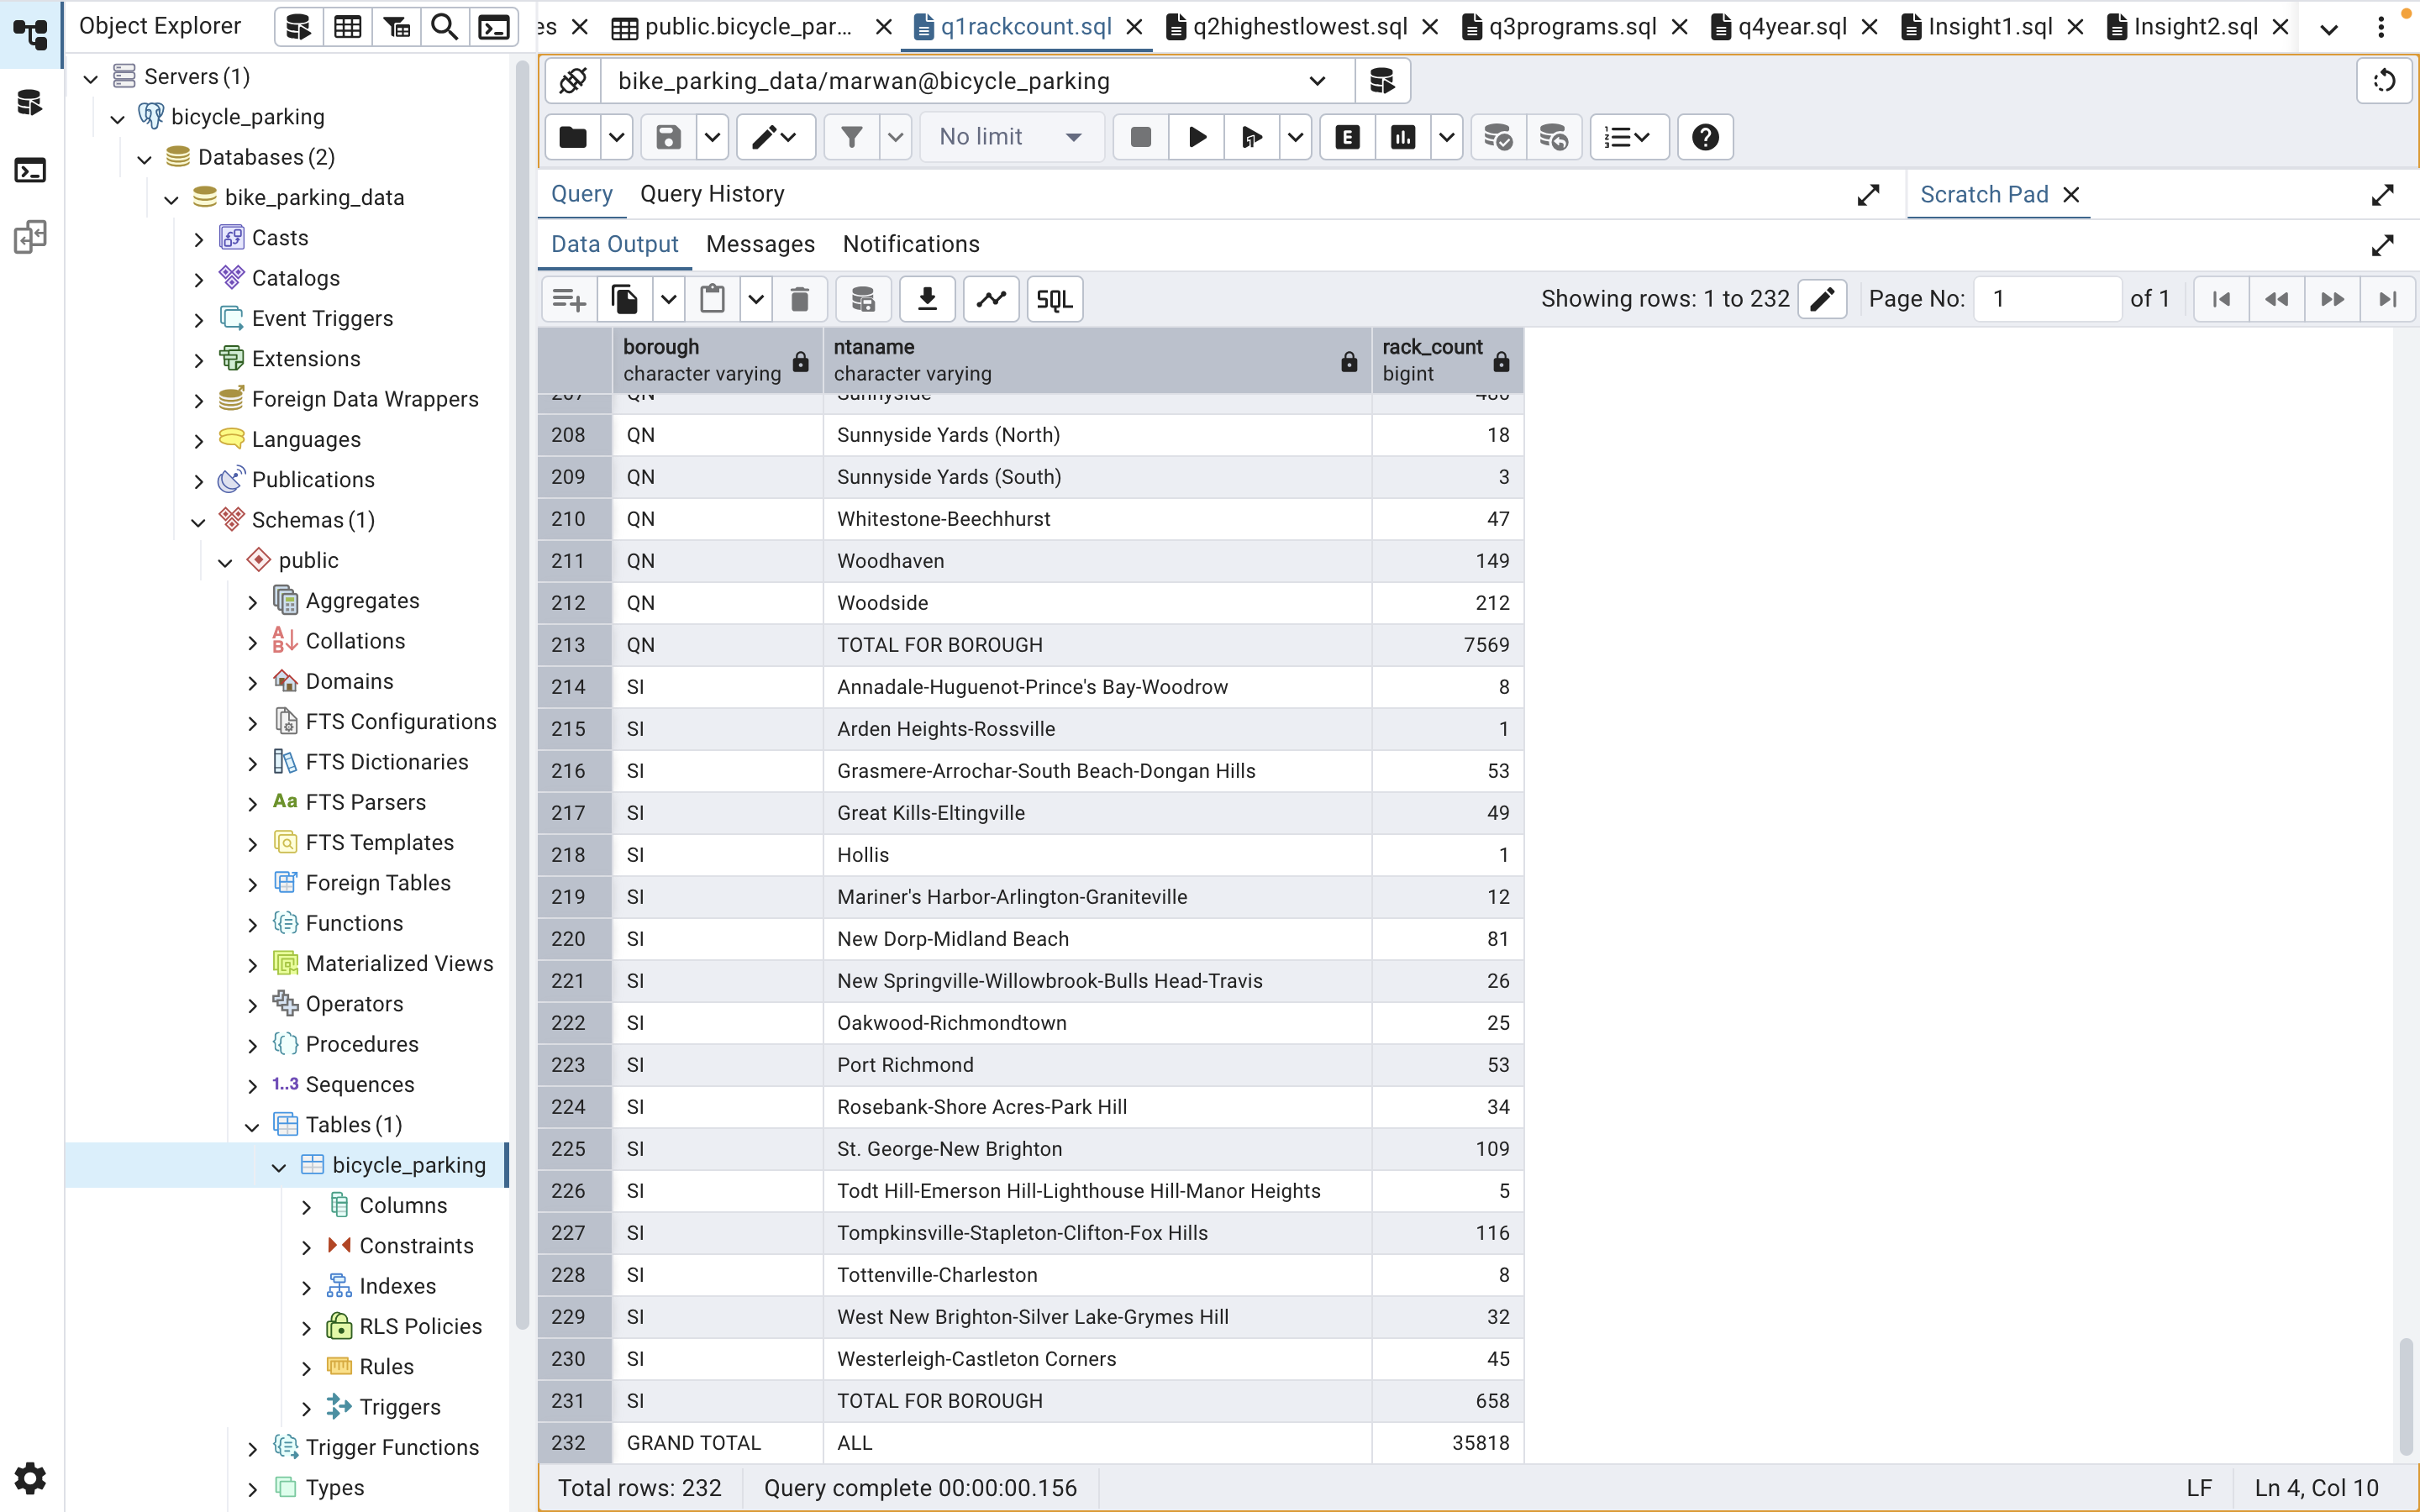 Object Explorer
es
public.bicycle_par...
q1rackcount.sql
q2highestlowest.sql
q3programs.sql
q4year.sql
Insight1.sql
Insight2.sql
Servers (1)
bicycle_parking
Databases (2)
bike_parking_data
Casts
Catalogs
Event Triggers
Extensions
Foreign Data Wrappers
Languages
Publications
Schemas (1)
public
Aggregates
Collations
Domains
FTS Configurations
FTS Dictionaries
Aa FTS Parsers
FTS Templates
Foreign Tables
Functions
Materialized Views
Operators
Procedures
1..3 Sequences
Tables (1)
bicycle_parking
Columns
Constraints
Indexes
RLS Policies
Rules
Triggers
Trigger Functions
Types
bike_parking_data/marwan@bicycle_parking
No limit
E
Query Query History
Scratch Pad
Data Output Messages Notifications
SQL
Showing rows: 1 to 232
Page No: 1 of 1
borough character varying
ntaname character varying
rack_count bigint
207 QN Sunnyside
208 QN Sunnyside Yards (North) 18
209 QN Sunnyside Yards (South) 3
210 QN Whitestone-Beechhurst 47
211 QN Woodhaven 149
212 QN Woodside 212
213 QN TOTAL FOR BOROUGH 7569
214 SI Annadale-Huguenot-Prince's Bay-Woodrow 8
215 SI Arden Heights-Rossville 1
216 SI Grasmere-Arrochar-South Beach-Dongan Hills 53
217 SI Great Kills-Eltingville 49
218 SI Hollis 1
219 SI Mariner's Harbor-Arlington-Graniteville 12
220 SI New Dorp-Midland Beach 81
221 SI New Springville-Willowbrook-Bulls Head-Travis 26
222 SI Oakwood-Richmondtown 25
223 SI Port Richmond 53
224 SI Rosebank-Shore Acres-Park Hill 34
225 SI St. George-New Brighton 109
226 SI Todt Hill-Emerson Hill-Lighthouse Hill-Manor Heights 5
227 SI Tompkinsville-Stapleton-Clifton-Fox Hills 116
228 SI Tottenville-Charleston 8
229 SI West New Brighton-Silver Lake-Grymes Hill 32
230 SI Westerleigh-Castleton Corners 45
231 SI TOTAL FOR BOROUGH 658
232 GRAND TOTAL ALL 35818
Total rows: 232
Query complete 00:00:00.156
LF
Ln 4, Col 10